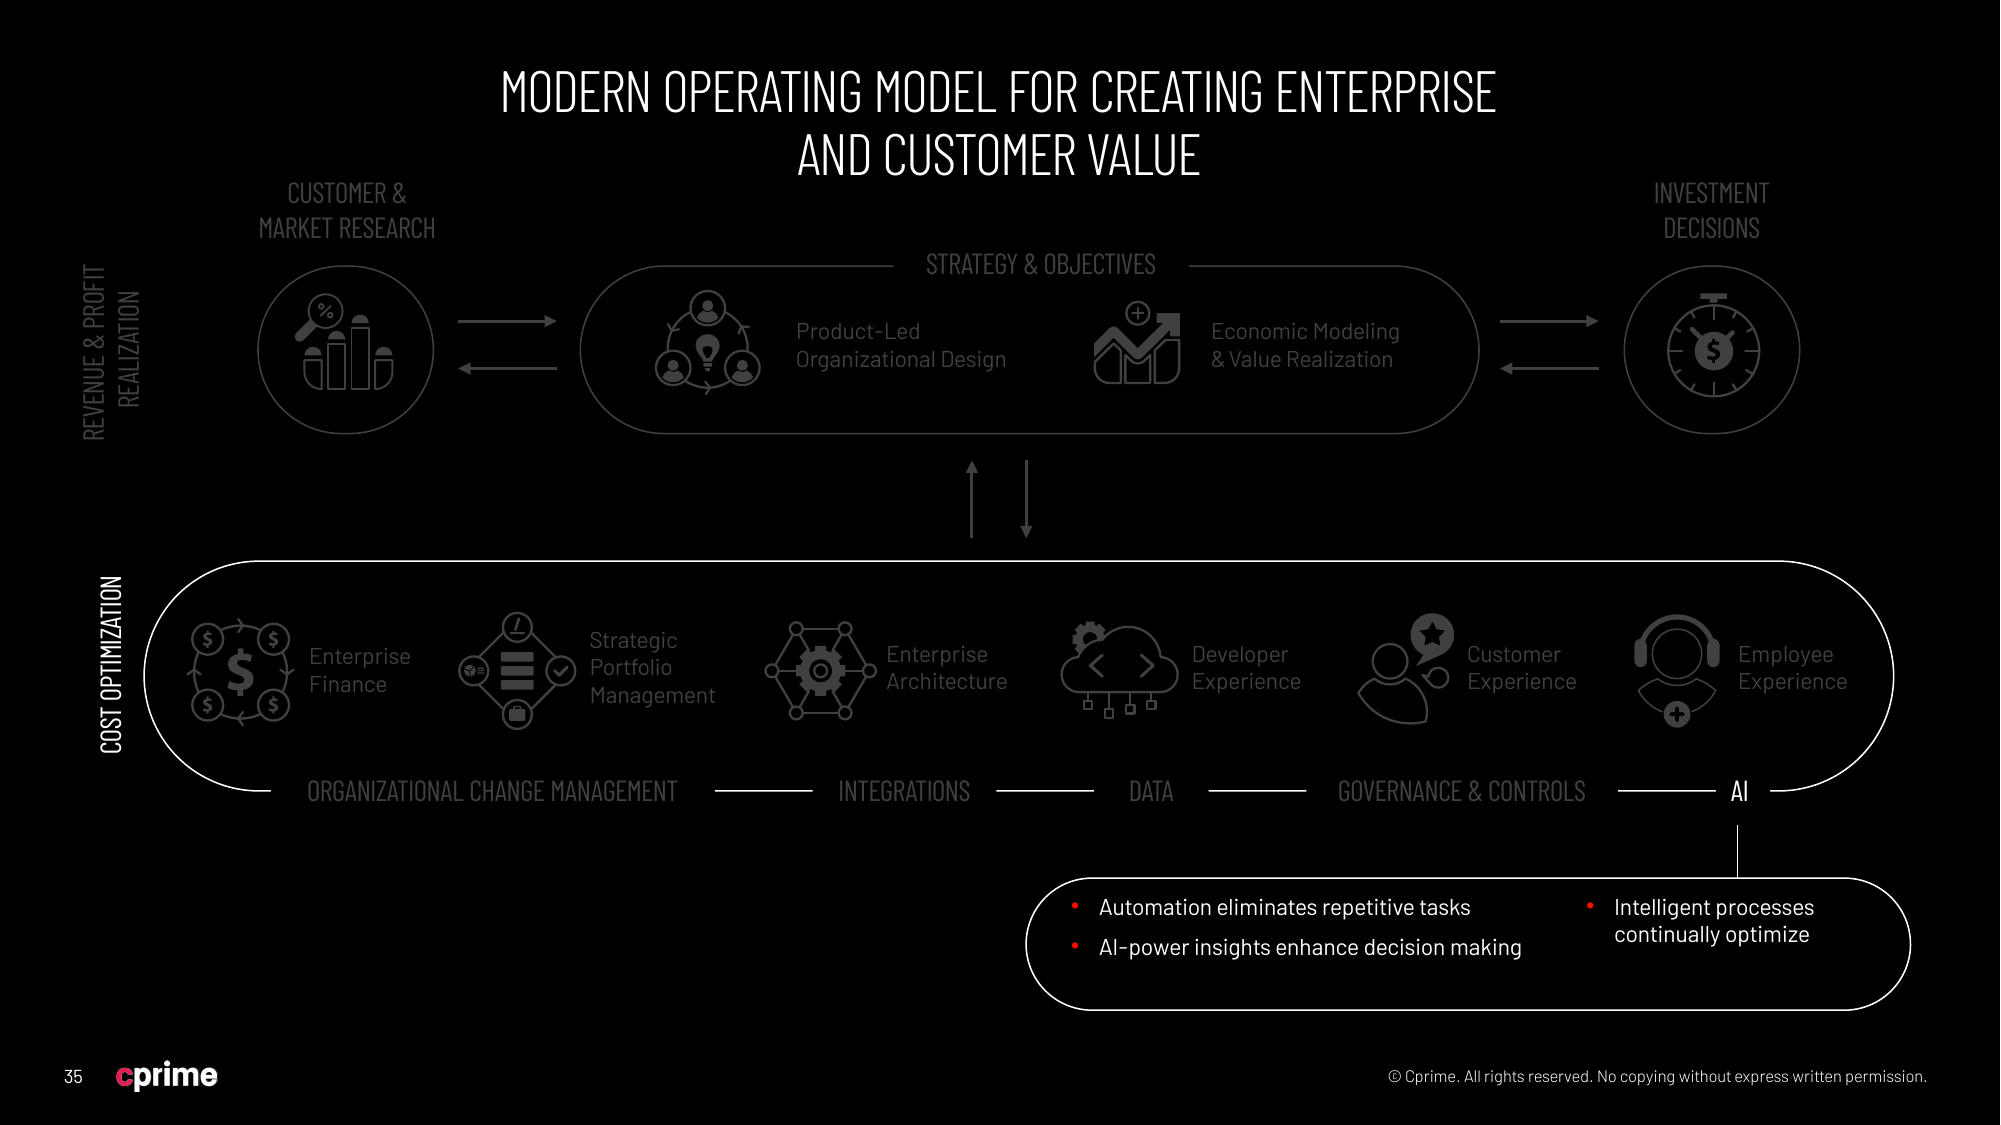 MODERN OPERATING MODEL FOR CREATING ENTERPRISE
AND CUSTOMER VALUE
CUSTOMER &
MARKET RESEARCH
INVESTMENT
DECISIONS
REVENUE & PROFIT
REALIZATION
STRATEGY & OBJECTIVES
%
Product-Led
Organizational Design
Economic Modeling
& Value Realization
$
COST OPTIMIZATION
$ $
$
$ $
Enterprise
Finance
Strategic
Portfolio
Management
Enterprise
Architecture
Developer
Experience
Customer
Experience
Employee
Experience
ORGANIZATIONAL CHANGE MANAGEMENT
INTEGRATIONS
DATA
GOVERNANCE & CONTROLS
AI
• Automation eliminates repetitive tasks
• AI-power insights enhance decision making
• Intelligent processes
continually optimize
35
cprime
© Cprime. All rights reserved. No copying without express written permission.